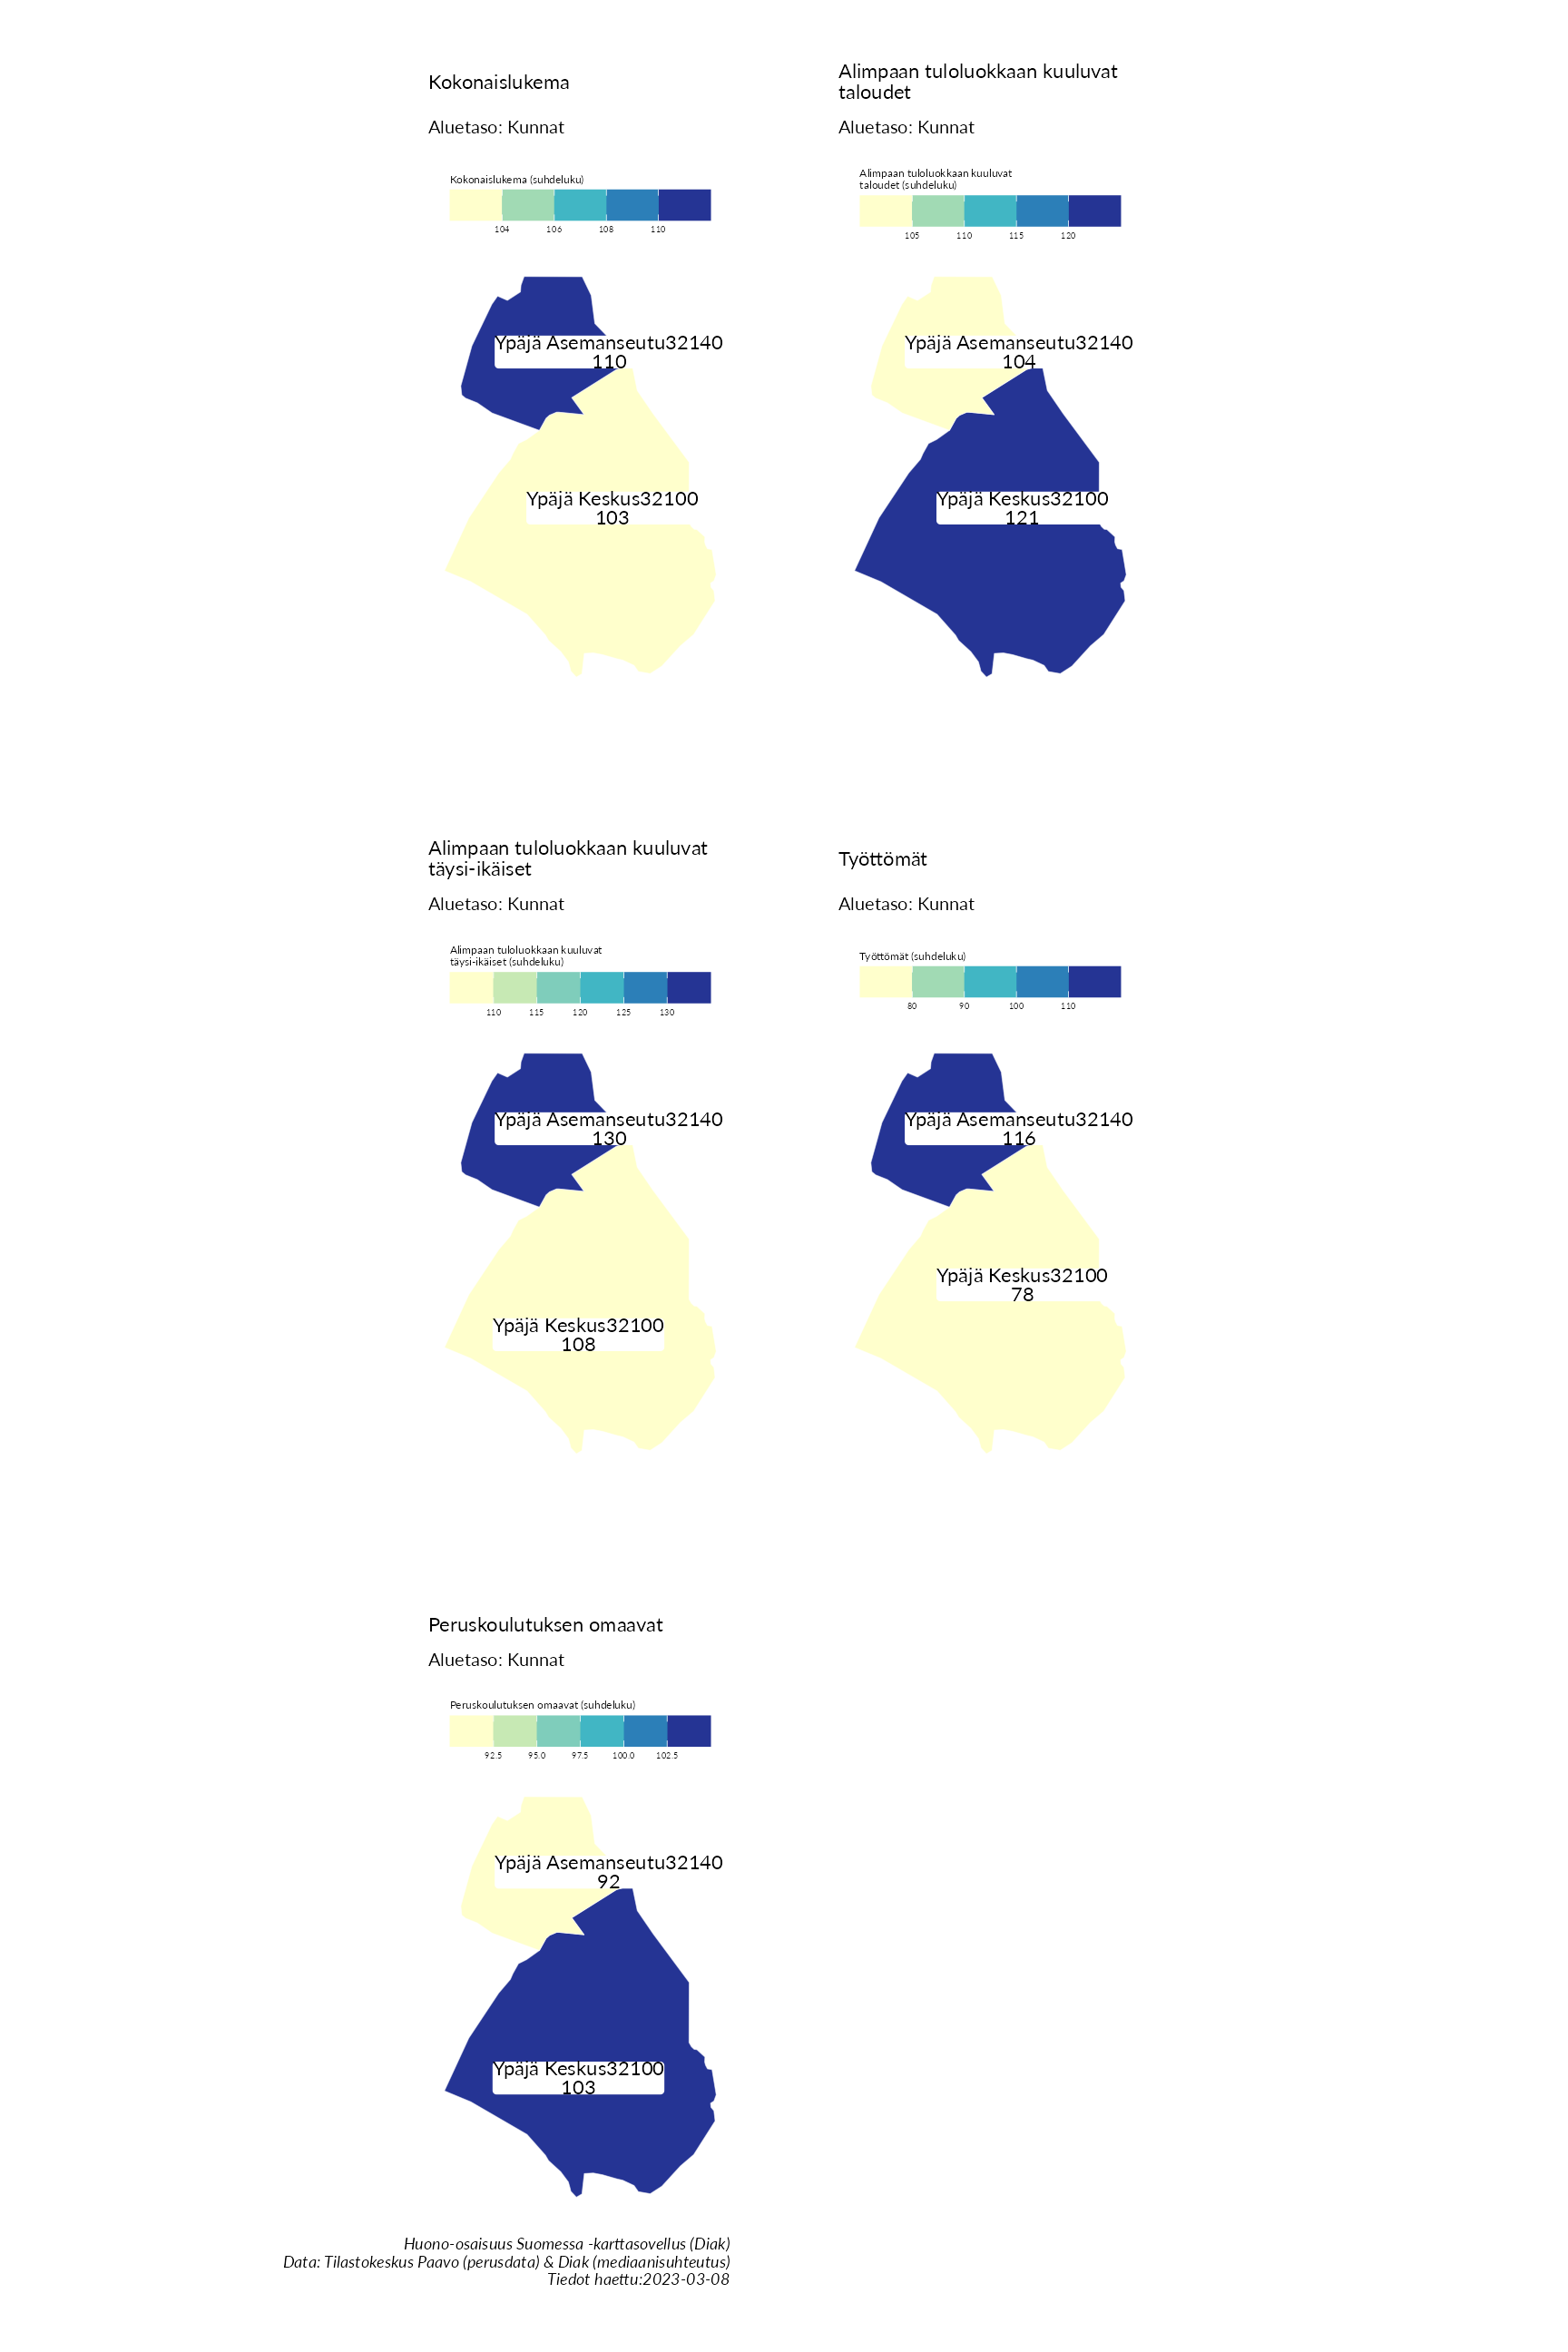 Kokonaislukema
Aluetaso: Kunnat
Kokonaislukema (suhdeluku)
104 106 108 110
Ypäjä Asemanseutu32140
110
Ypäjä Keskus32100
103
Alimpaan tuloluokkaan kuuluvat
taloudet
Aluetaso: Kunnat
Alimpaan tuloluokkaan kuuluvat
taloudet (suhdeluku)
105 110 115 120
Ypäjä Asemanseutu32140
104
Ypäjä Keskus32100
121
Alimpaan tuloluokkaan kuuluvat
täysi-ikäiset
Aluetaso: Kunnat
Alimpaan tuloluokkaan kuuluvat
täysi-ikäiset (suhdeluku)
110 115 120 125 130
Ypäjä Asemanseutu32140
130
Ypäjä Keskus32100
108
Työttömät
Aluetaso: Kunnat
Työttömät (suhdeluku)
80 90 100 110
Ypäjä Asemanseutu32140
116
Ypäjä Keskus32100
78
Peruskoulutuksen omaavat
Aluetaso: Kunnat
Peruskoulutuksen omaavat (suhdeluku)
92.5 95.0 97.5 100.0 102.5
Ypäjä Asemanseutu32140
92
Ypäjä Keskus32100
103
Huono-osaisuus Suomessa -karttasovellus (Diak)
Data: Tilastokeskus Paavo (perusdata) & Diak (mediaanisuhteutus)
Tiedot haettu:2023-03-08